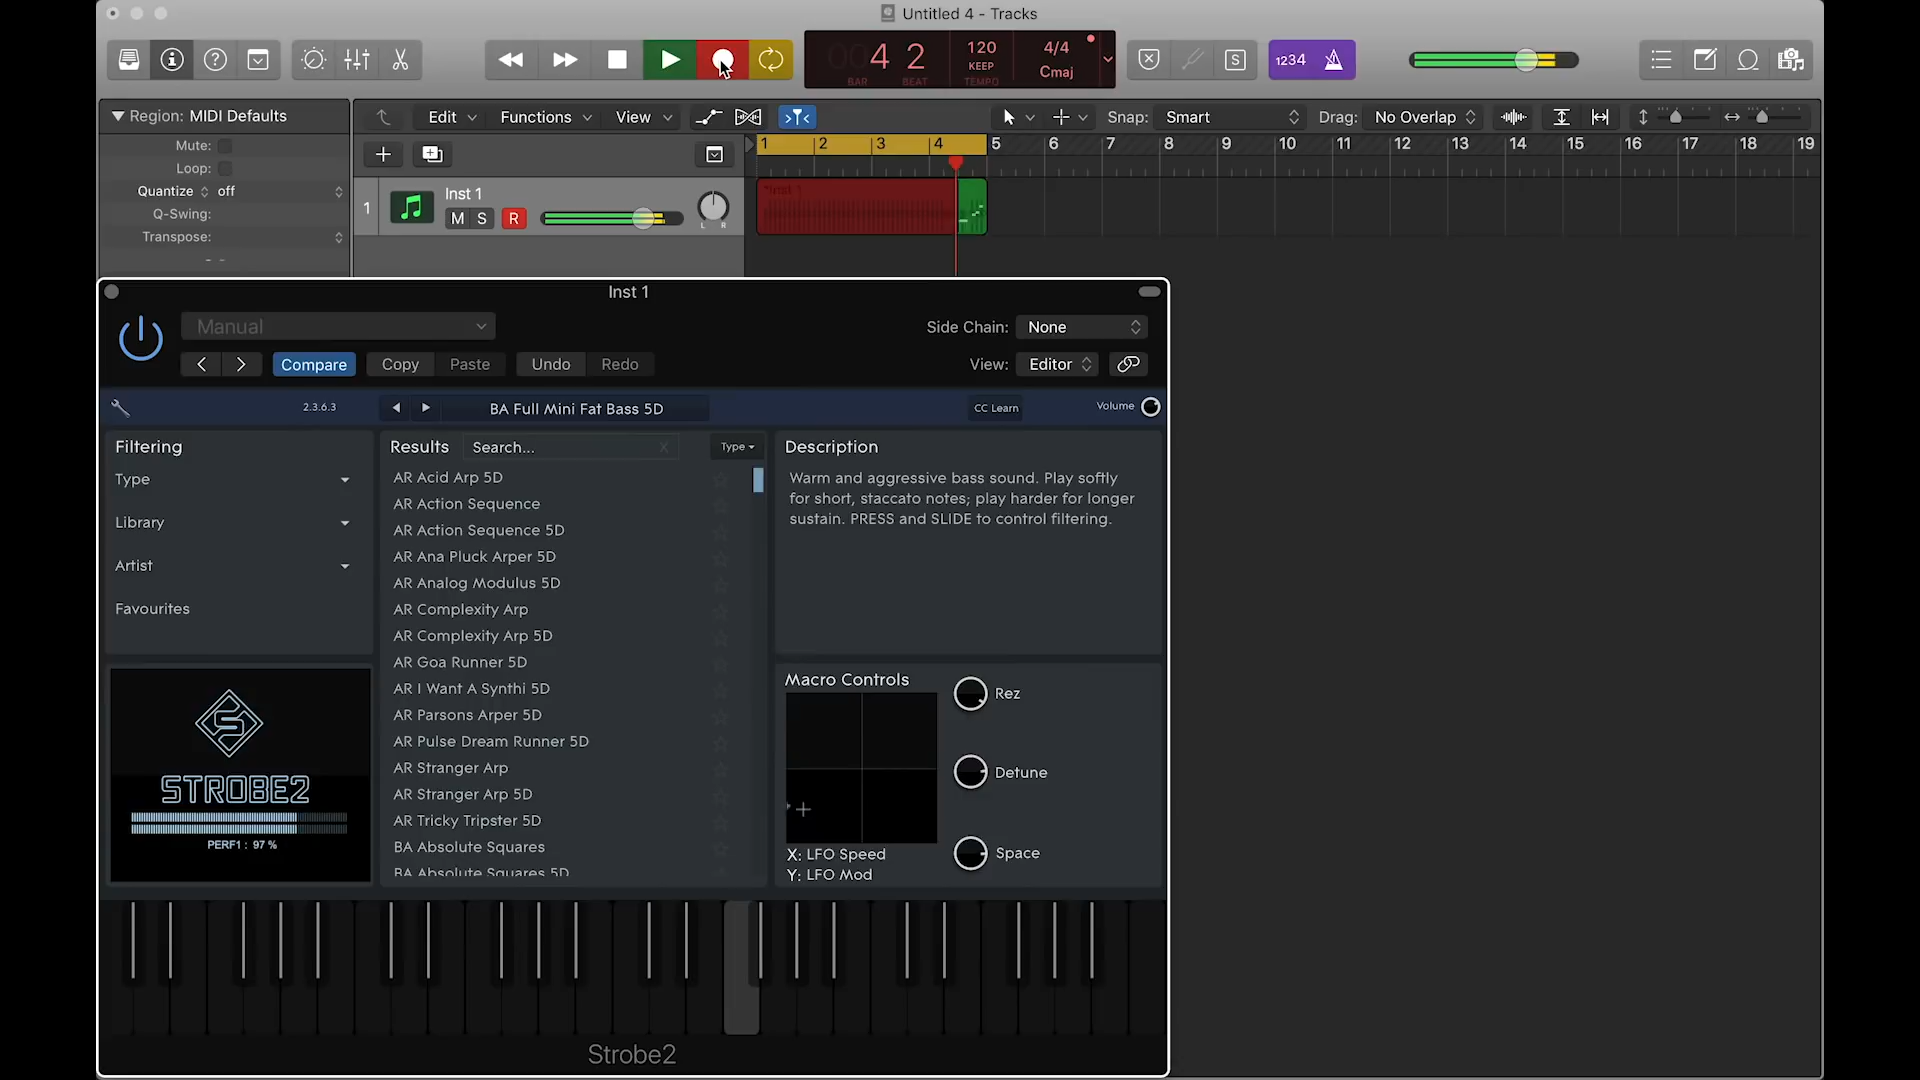 Untitled 4 - Tracks
00 4 2
BAR BEAT
120
KEEP
TEMPO
4/4
Cmaj
S
1234
Region: MIDI Defaults
Mute:
Loop:
Quantize off
Q-Swing:
Transpose:
Edit Functions View
Snap: Smart
Drag: No Overlap
1 2 3 4 5 6 7 8 9 10 11 12 13 14 15 16 17 18 19
1
Inst 1
M S R
L R
*Inst 1
Inst 1
Manual
Side Chain: None
Compare Copy Paste Undo Redo
View: Editor
2.3.6.3
BA Full Mini Fat Bass 5D
CC Learn
Volume
Filtering
Type
Library
Artist
Favourites
STROBE2
PERF1 : 97 %
Results Search... X Type
AR Acid Arp 5D
AR Action Sequence
AR Action Sequence 5D
AR Ana Pluck Arper 5D
AR Analog Modulus 5D
AR Complexity Arp
AR Complexity Arp 5D
AR Goa Runner 5D
AR I Want A Synthi 5D
AR Parsons Arper 5D
AR Pulse Dream Runner 5D
AR Stranger Arp
AR Stranger Arp 5D
AR Tricky Tripster 5D
BA Absolute Squares
BA Absolute Squares 5D
Description
Warm and aggressive bass sound. Play softly
for short, staccato notes; play harder for longer
sustain. PRESS and SLIDE to control filtering.
Macro Controls
Rez
Detune
Space
X: LFO Speed
Y: LFO Mod
Strobe2